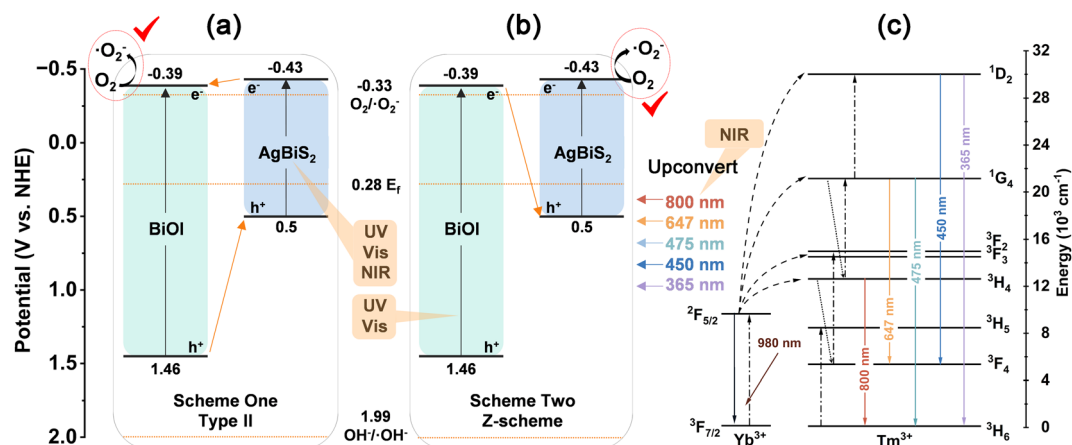 (a)
(b)
(c)
Potential (V vs. NHE)
−0.5
0.0
0.5
1.0
1.5
2.0
·O₂⁻
O₂
-0.39
-0.43
e⁻
e⁻
BiOI
AgBiS₂
h⁺
0.5
h⁺
1.46
UV
Vis
NIR
UV
Vis
Scheme One
Type II
-0.33
O₂/·O₂⁻
0.28 Ef
1.99
OH⁻/·OH⁻
·O₂⁻
O₂
-0.39
-0.43
e⁻
e⁻
BiOI
AgBiS₂
h⁺
0.5
h⁺
1.46
Scheme Two
Z-scheme
NIR
Upconvert
800 nm
647 nm
475 nm
450 nm
365 nm
²F₅/₂
³F₇/₂
Yb³⁺
980 nm
800 nm
647 nm
475 nm
450 nm
365 nm
Tm³⁺
¹D₂
¹G₄
³F₂
³F₃
³H₄
³H₅
³F₄
³H₆
32
28
24
20
16
12
8
4
0
Energy (10³ cm⁻¹)